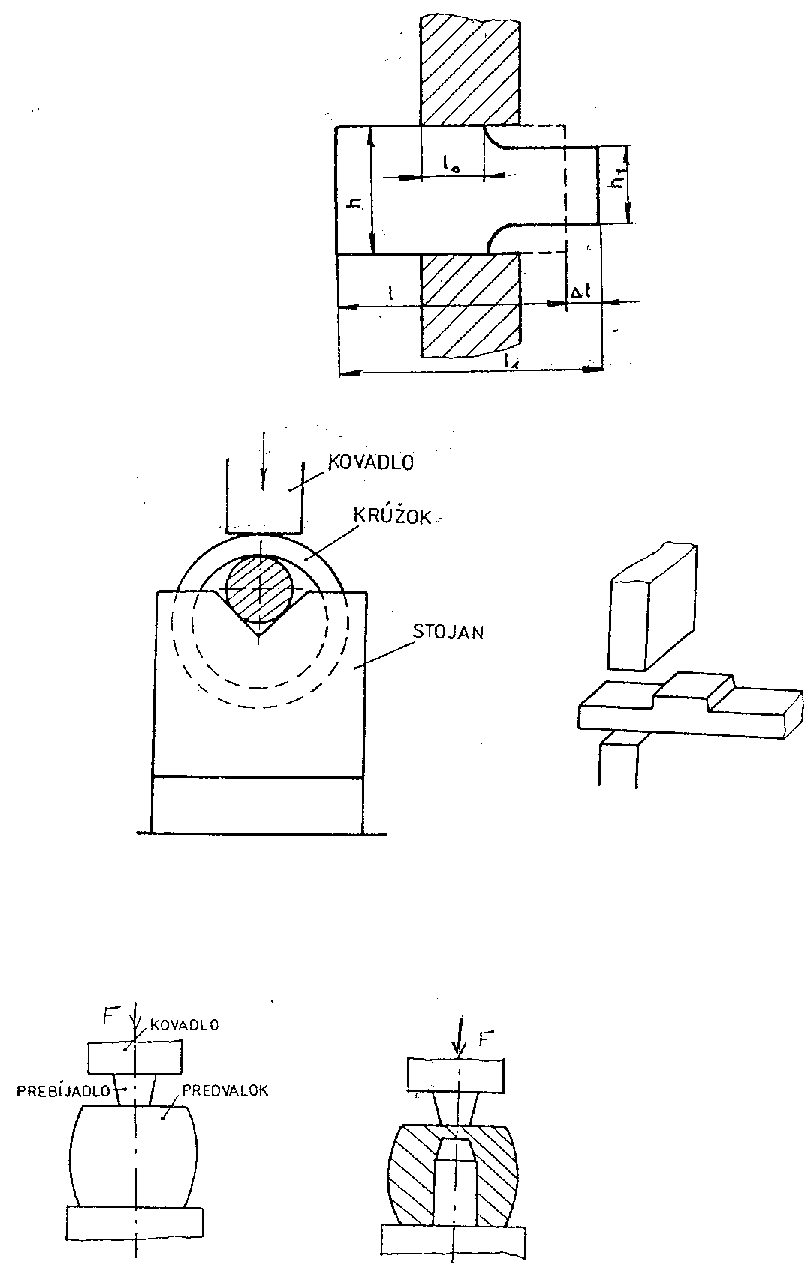 l₀
h
h₁
l
Δl
l₁
KOVADLO
KRÚŽOK
STOJAN
F
KOVADLO
PREBÍJADLO
PREDVALOK
F